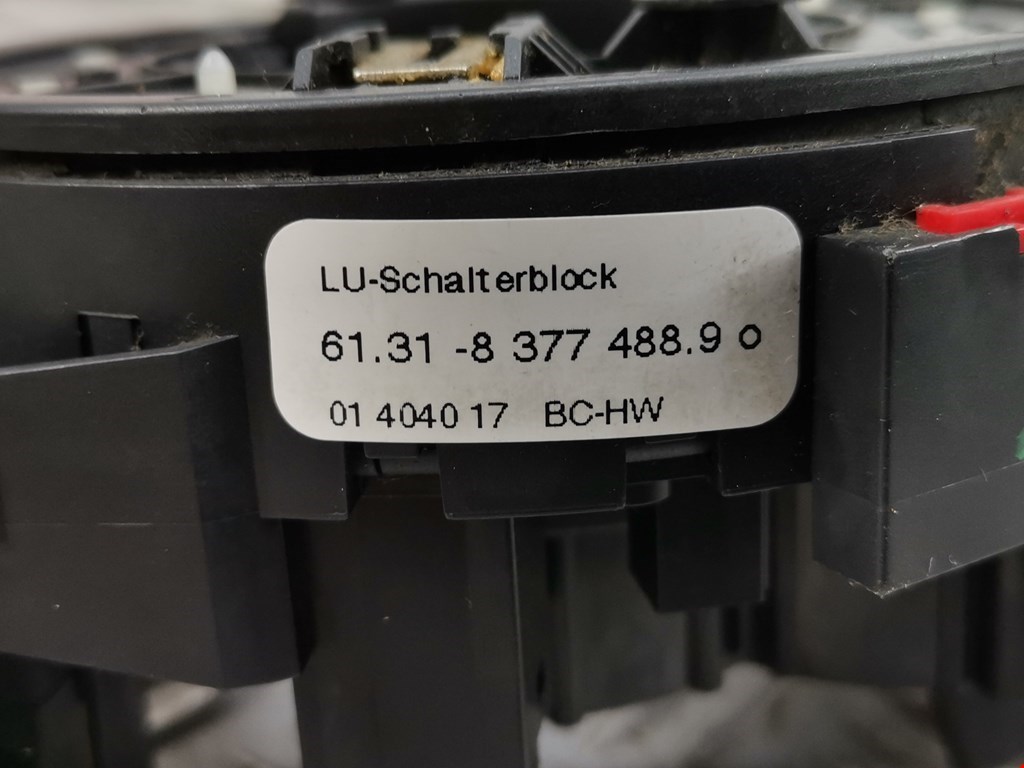 LU-Schalterblock
61.31 -8 377 488.9 o
01 4040 17 BC-HW